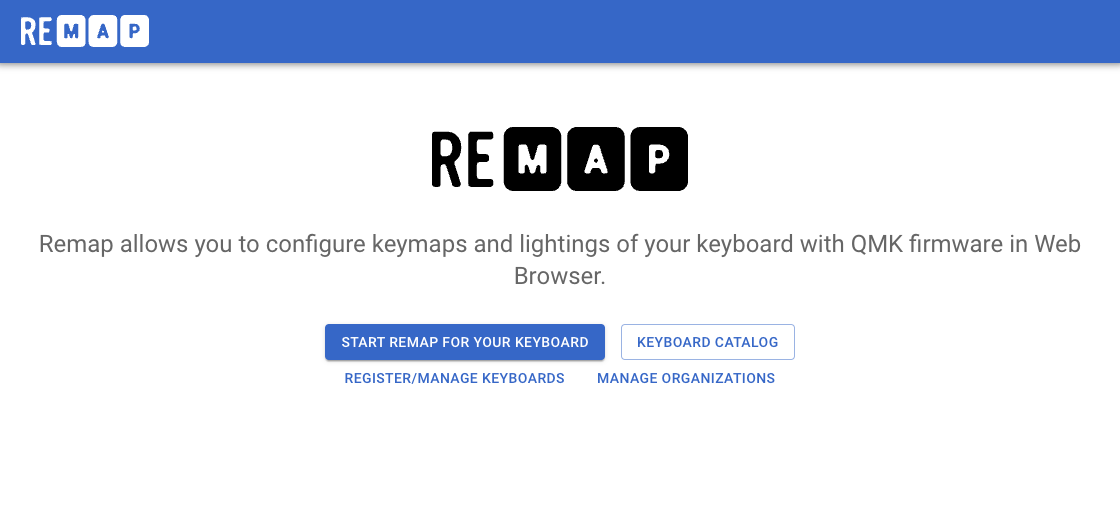 REMAP
REMAP
Remap allows you to configure keymaps and lightings of your keyboard with QMK firmware in Web
Browser.
START REMAP FOR YOUR KEYBOARD KEYBOARD CATALOG
REGISTER/MANAGE KEYBOARDS MANAGE ORGANIZATIONS